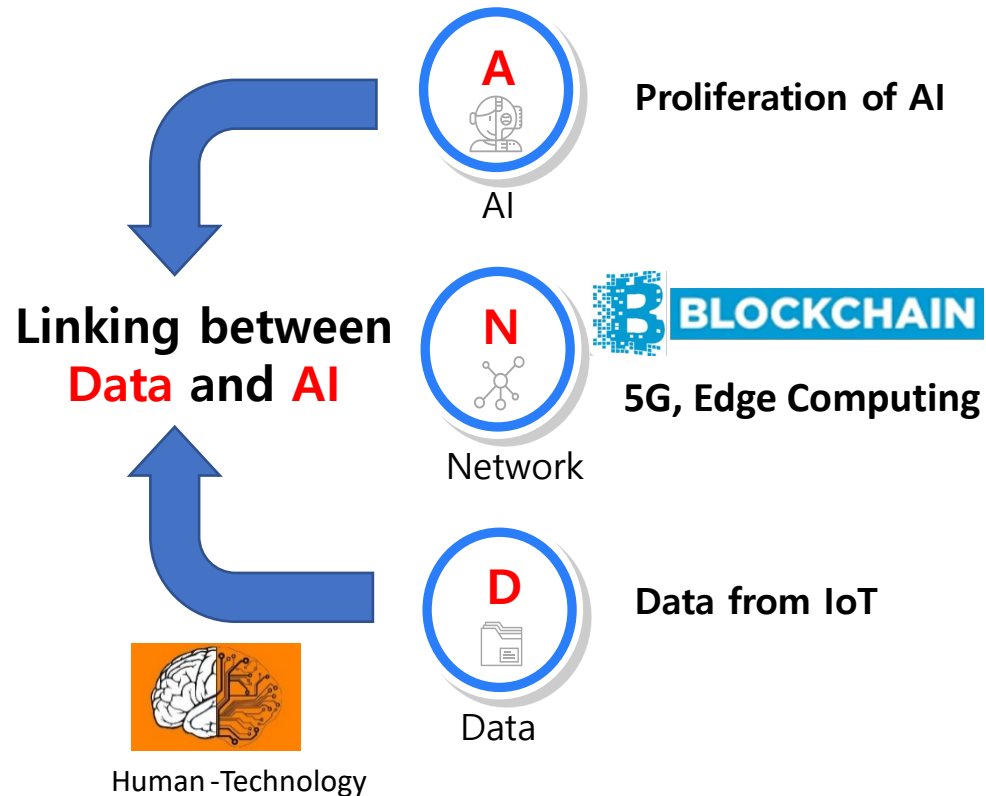 A
Proliferation of AI
AI
Linking between
Data and AI
N
BLOCKCHAIN
5G, Edge Computing
Network
D
Data from IoT
Data
Human -Technology